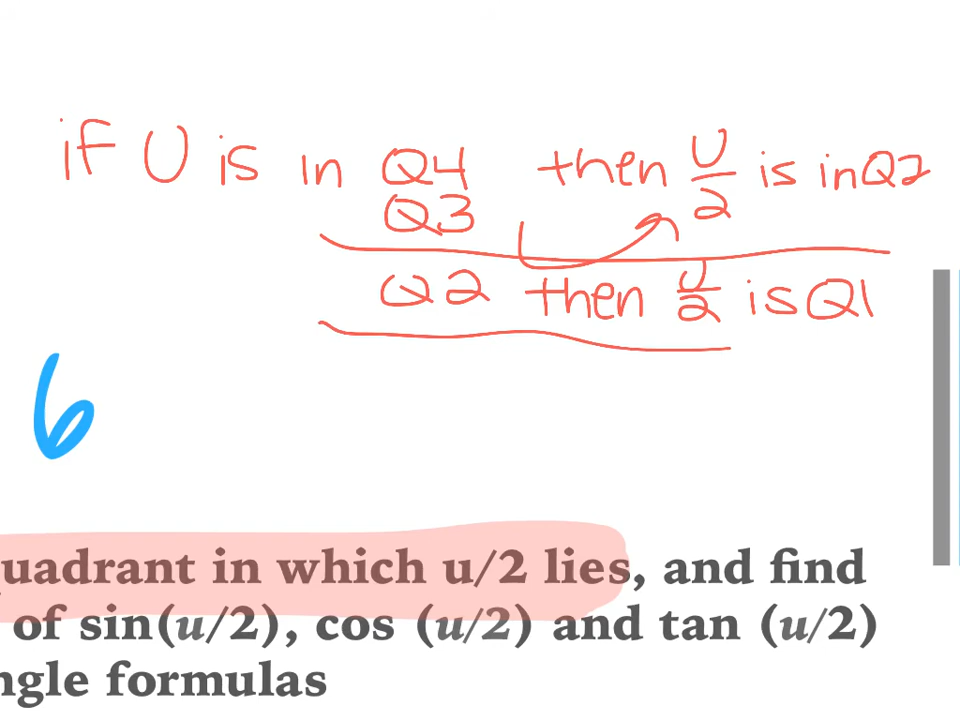 if U is in Q4 then U/2 is in Q2
Q3
Q2 then U/2 is Q1
6
quadrant in which u/2 lies, and find
of sin(u/2), cos (u/2) and tan (u/2)
ngle formulas